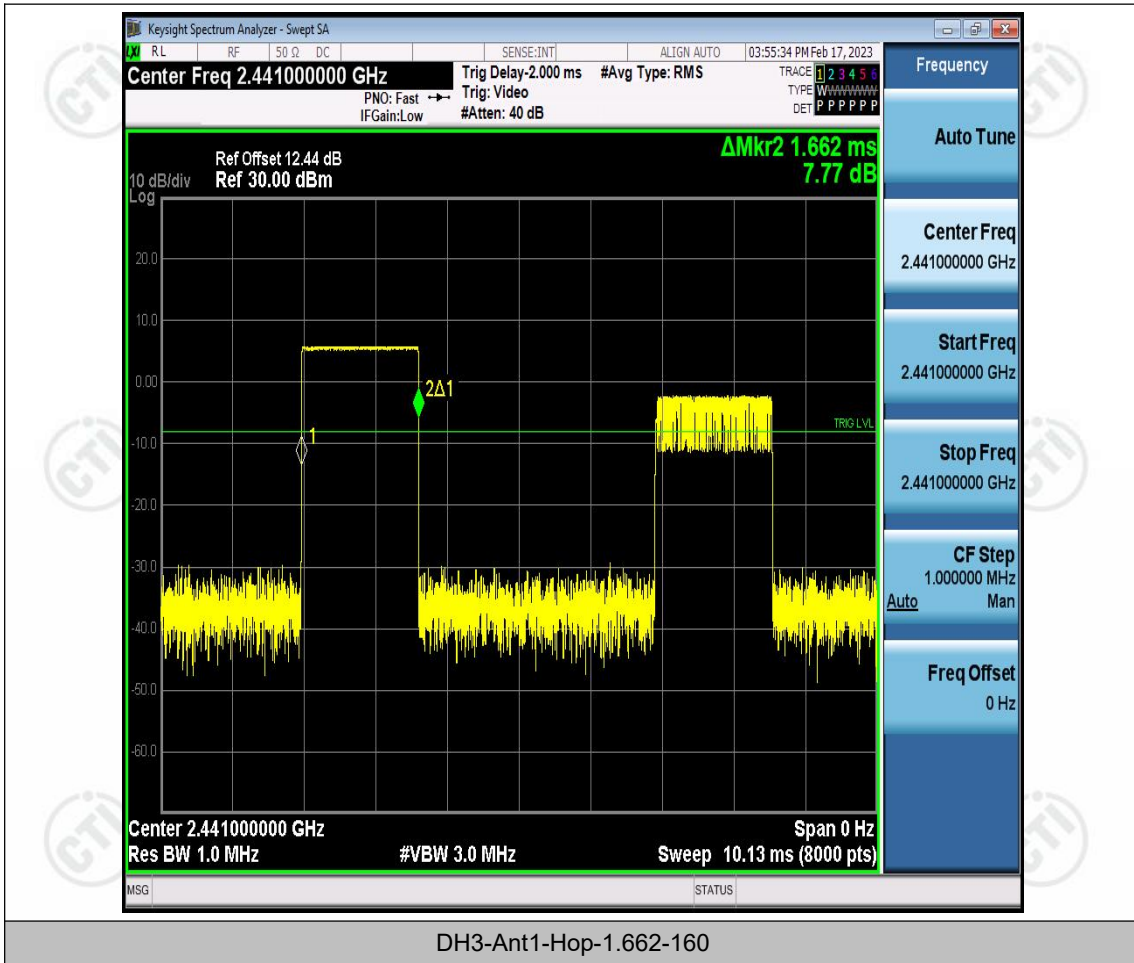 Keysight Spectrum Analyzer - Swept SA
LXI RL RF 50 Ω DC SENSE:INT ALIGN AUTO 03:55:34 PM Feb 17, 2023
Center Freq 2.441000000 GHz
PNO: Fast
IFGain:Low
Trig Delay-2.000 ms
Trig: Video
#Atten: 40 dB
#Avg Type: RMS
TRACE 1 2 3 4 5 6
TYPE WWWWWW
DET P P P P P P
Frequency
Auto Tune
Center Freq
2.441000000 GHz
Start Freq
2.441000000 GHz
Stop Freq
2.441000000 GHz
CF Step
1.000000 MHz
Auto Man
Freq Offset
0 Hz
ΔMkr2 1.662 ms
7.77 dB
Ref Offset 12.44 dB
10 dB/div Ref 30.00 dBm
Log
20.0
10.0
0.00
-10.0
-20.0
-30.0
-40.0
-50.0
-60.0
2Δ1
1
TRIG LVL
Center 2.441000000 GHz Span 0 Hz
Res BW 1.0 MHz #VBW 3.0 MHz Sweep 10.13 ms (8000 pts)
MSG STATUS
DH3-Ant1-Hop-1.662-160
CTI
CTI
CTI
CTI
CTI
CTI